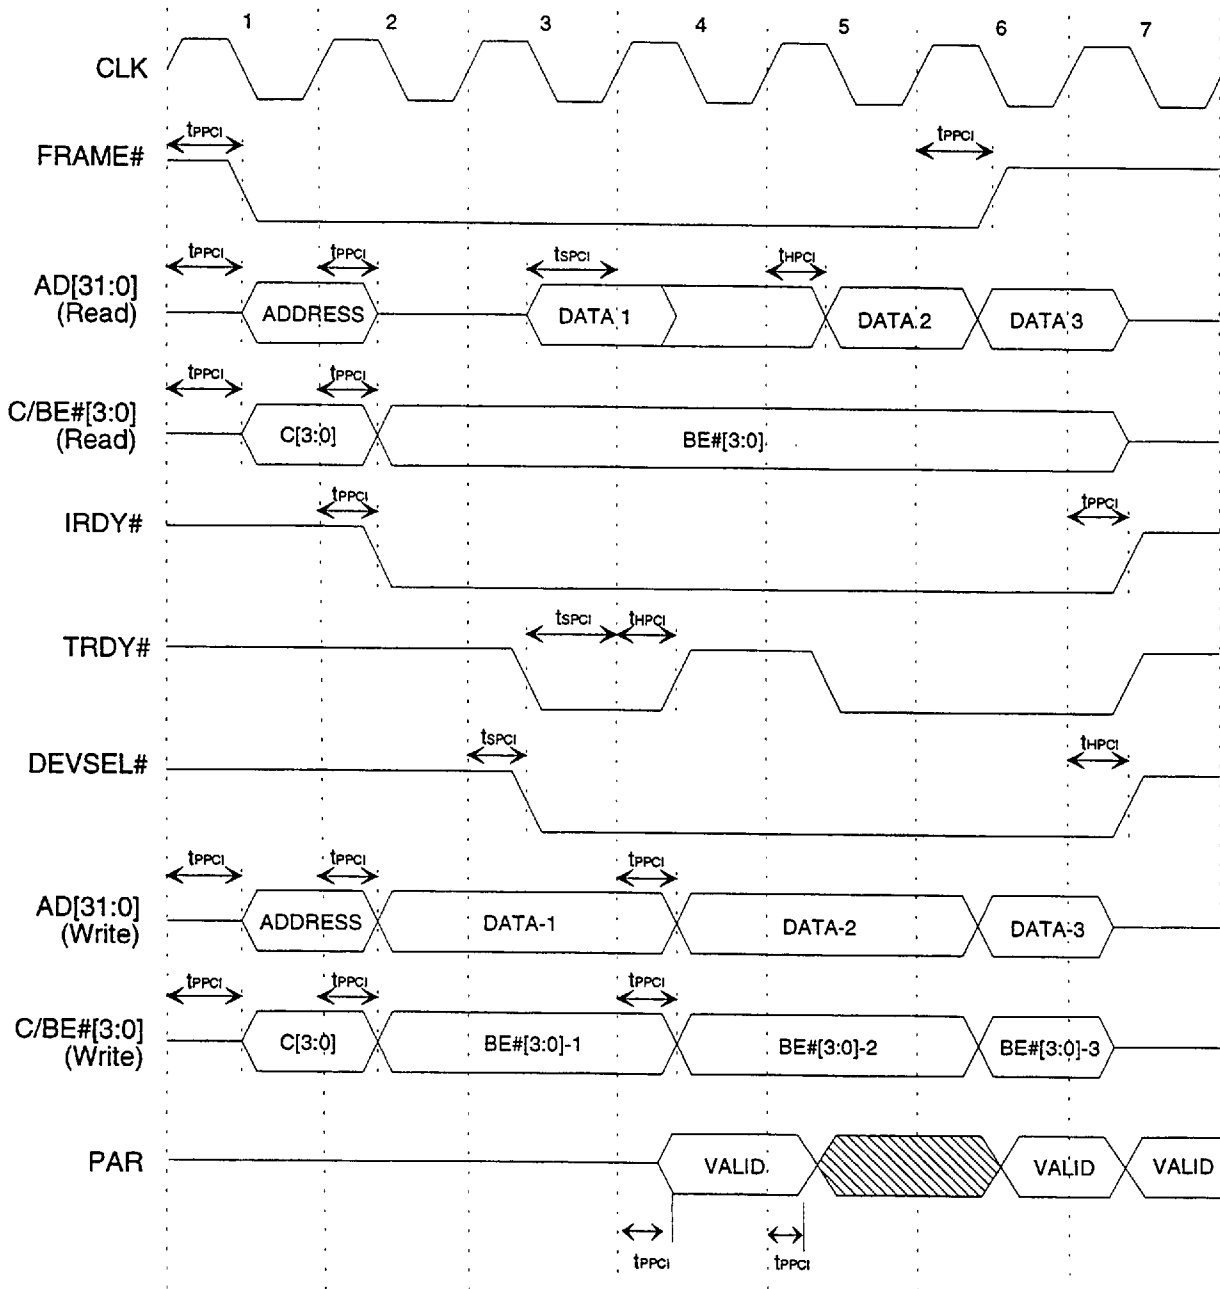 1 2 3 4 5 6 7
CLK
tPPCI tPPCI
FRAME#
tPPCI tPPCI tSPCI tHPCI
AD[31:0]
(Read)
ADDRESS DATA 1 DATA 2 DATA 3
tPPCI tPPCI
C/BE#[3:0]
(Read)
C[3:0] BE#[3:0]
tPPCI tPPCI
IRDY#
tSPCI tHPCI
TRDY#
tSPCI tHPCI
DEVSEL#
tPPCI tPPCI tPPCI
AD[31:0]
(Write)
ADDRESS DATA-1 DATA-2 DATA-3
tPPCI tPPCI tPPCI
C/BE#[3:0]
(Write)
C[3:0] BE#[3:0]-1 BE#[3:0]-2 BE#[3:0]-3
PAR
VALID VALID VALID
tPPCI tPPCI